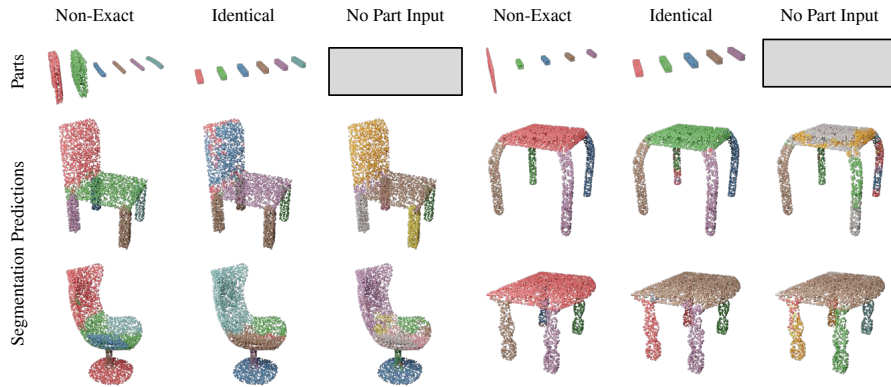 Non-Exact Identical No Part Input Non-Exact Identical No Part Input
Parts
Segmentation Predictions